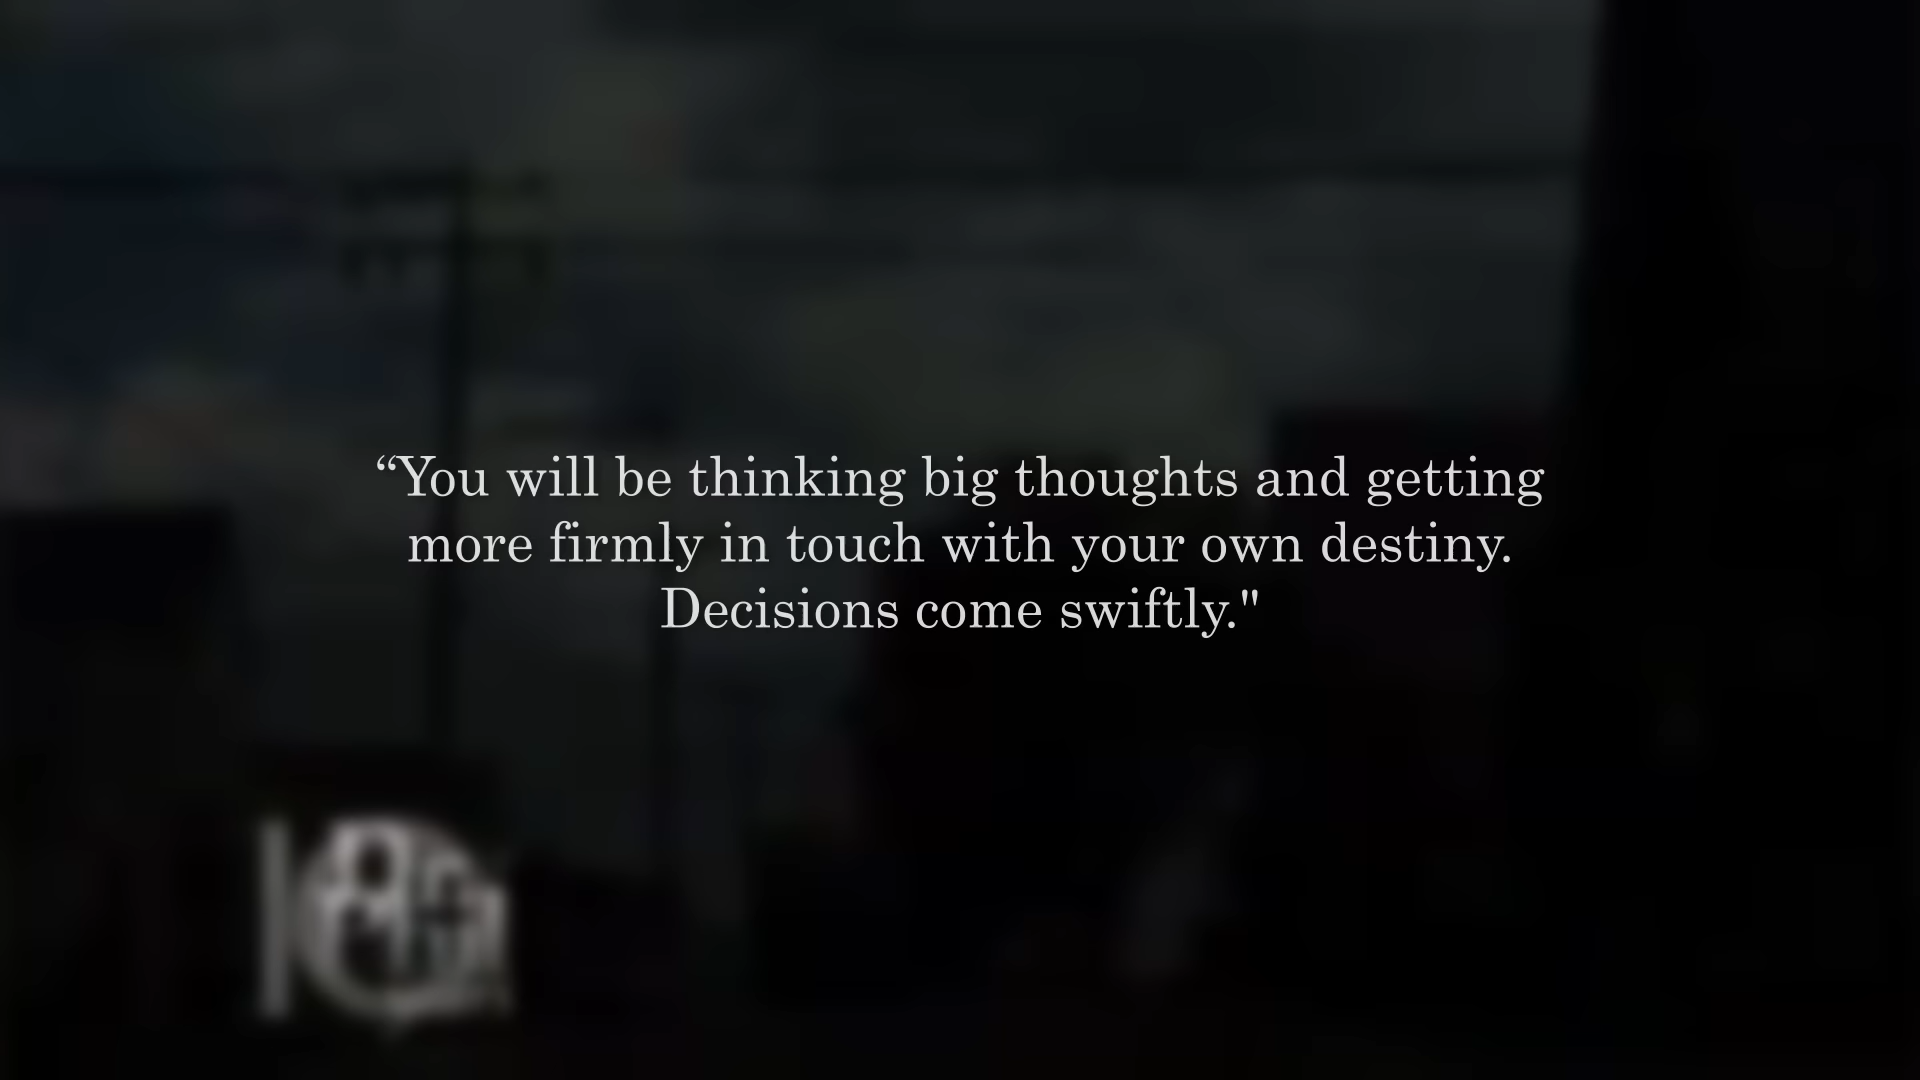 “You will be thinking big thoughts and getting
more firmly in touch with your own destiny.
Decisions come swiftly."